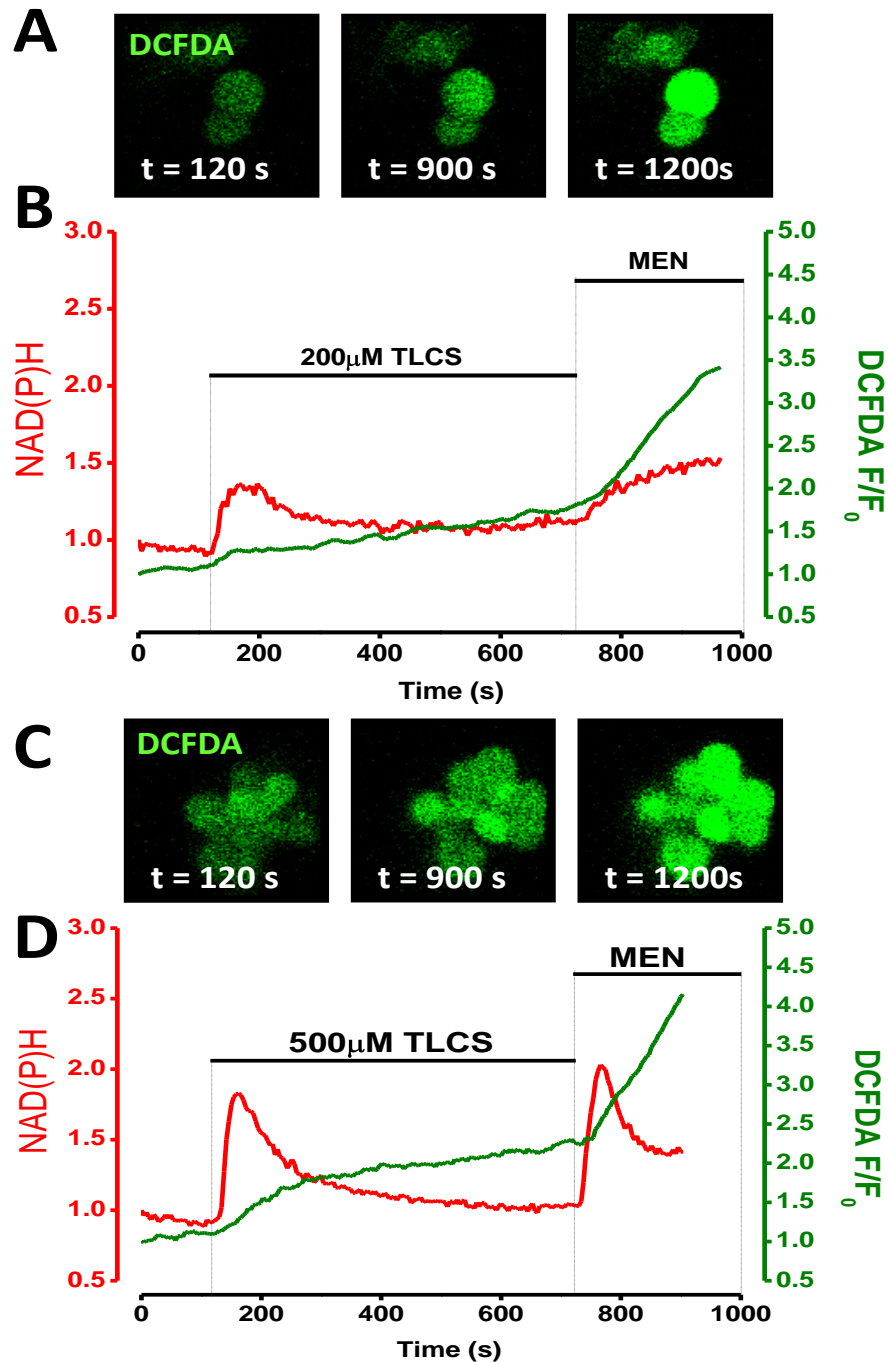 A
DCFDA
t = 120 s
t = 900 s
t = 1200s
B
3.0
2.5
2.0
1.5
1.0
0.5
NAD(P)H
MEN
200μM TLCS
5.0
4.5
4.0
3.5
3.0
2.5
2.0
1.5
1.0
0.5
DCFDA F/F0
0
200
400
600
800
1000
Time (s)
C
DCFDA
t = 120 s
t = 900 s
t = 1200s
D
3.0
2.5
2.0
1.5
1.0
0.5
NAD(P)H
MEN
500μM TLCS
5.0
4.5
4.0
3.5
3.0
2.5
2.0
1.5
1.0
0.5
DCFDA F/F0
0
200
400
600
800
1000
Time (s)